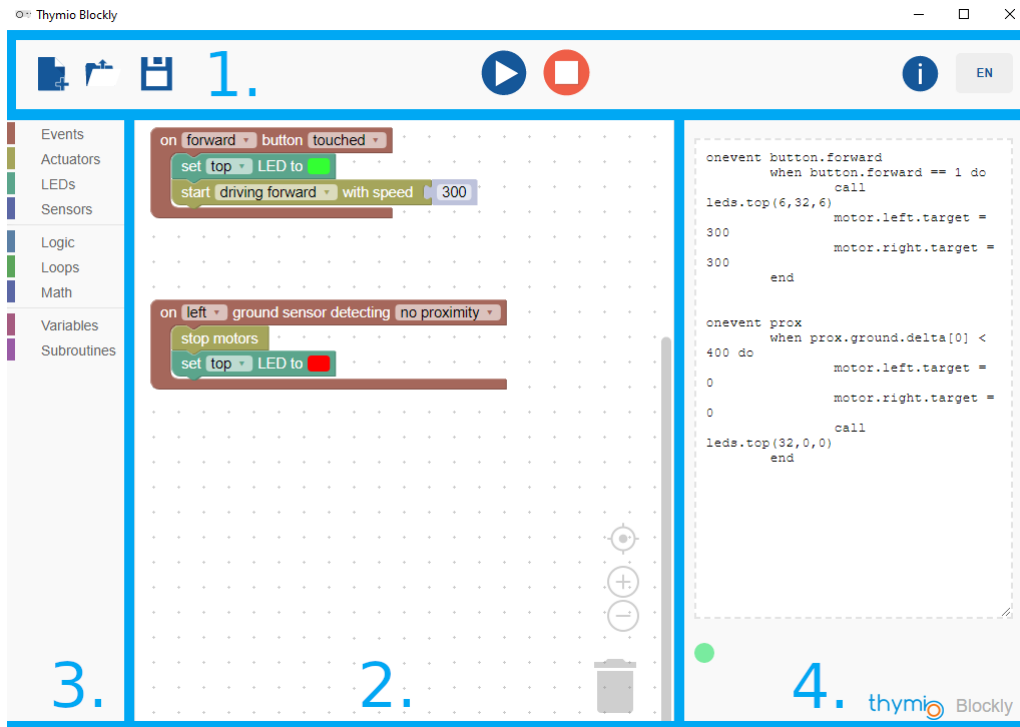 Thymio Blockly
1.
i
EN
Events
Actuators
LEDs
Sensors
Logic
Loops
Math
Variables
Subroutines
3.
on forward button touched
set top LED to
start driving forward with speed 300
on left ground sensor detecting no proximity
stop motors
set top LED to
2.
onevent button.forward
when button.forward == 1 do
call
leds.top(6,32,6)
motor.left.target =
300
motor.right.target =
300
end
onevent prox
when prox.ground.delta[0] <
400 do
motor.left.target =
0
motor.right.target =
0
call
leds.top(32,0,0)
end
4.
thymio Blockly